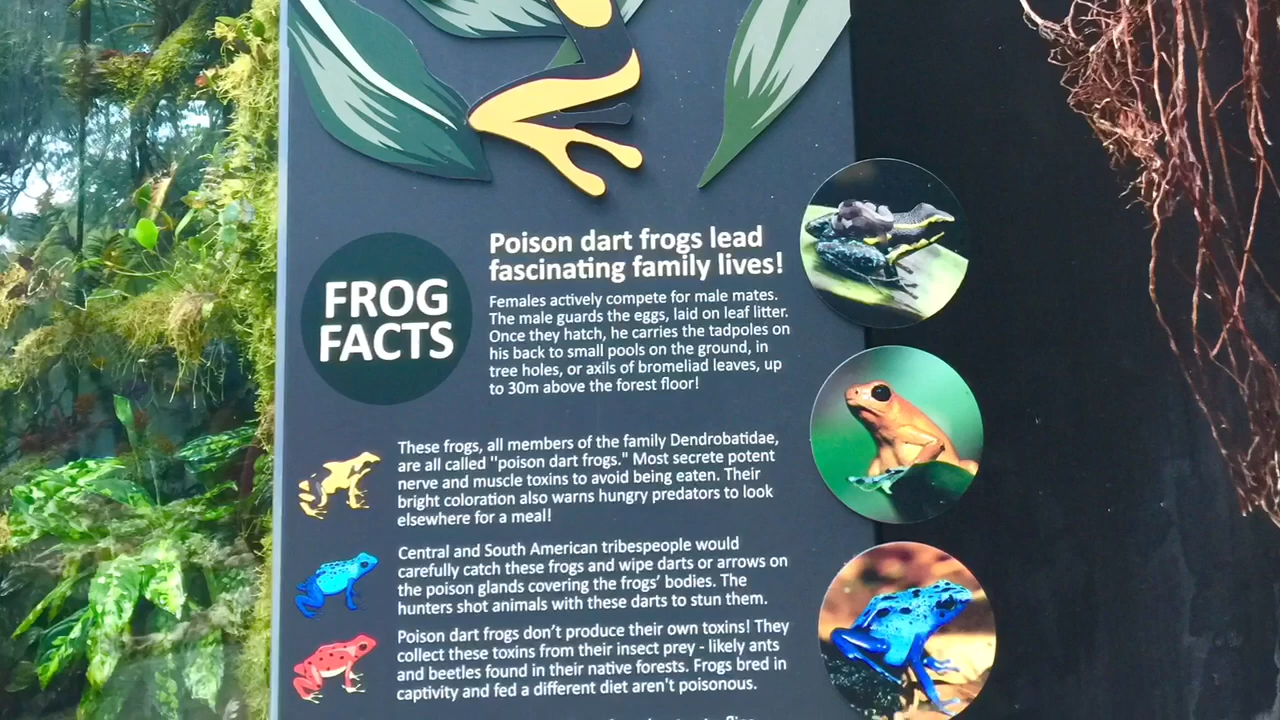 FROG
FACTS
Poison dart frogs lead
fascinating family lives!
Females actively compete for male mates.
The male guards the eggs, laid on leaf litter.
Once they hatch, he carries the tadpoles on
his back to small pools on the ground, in
tree holes, or axils of bromeliad leaves, up
to 30m above the forest floor!
These frogs, all members of the family Dendrobatidae,
are all called "poison dart frogs." Most secrete potent
nerve and muscle toxins to avoid being eaten. Their
bright coloration also warns hungry predators to look
elsewhere for a meal!
Central and South American tribespeople would
carefully catch these frogs and wipe darts or arrows on
the poison glands covering the frogs’ bodies. The
hunters shot animals with these darts to stun them.
Poison dart frogs don’t produce their own toxins! They
collect these toxins from their insect prey - likely ants
and beetles found in their native forests. Frogs bred in
captivity and fed a different diet aren't poisonous.